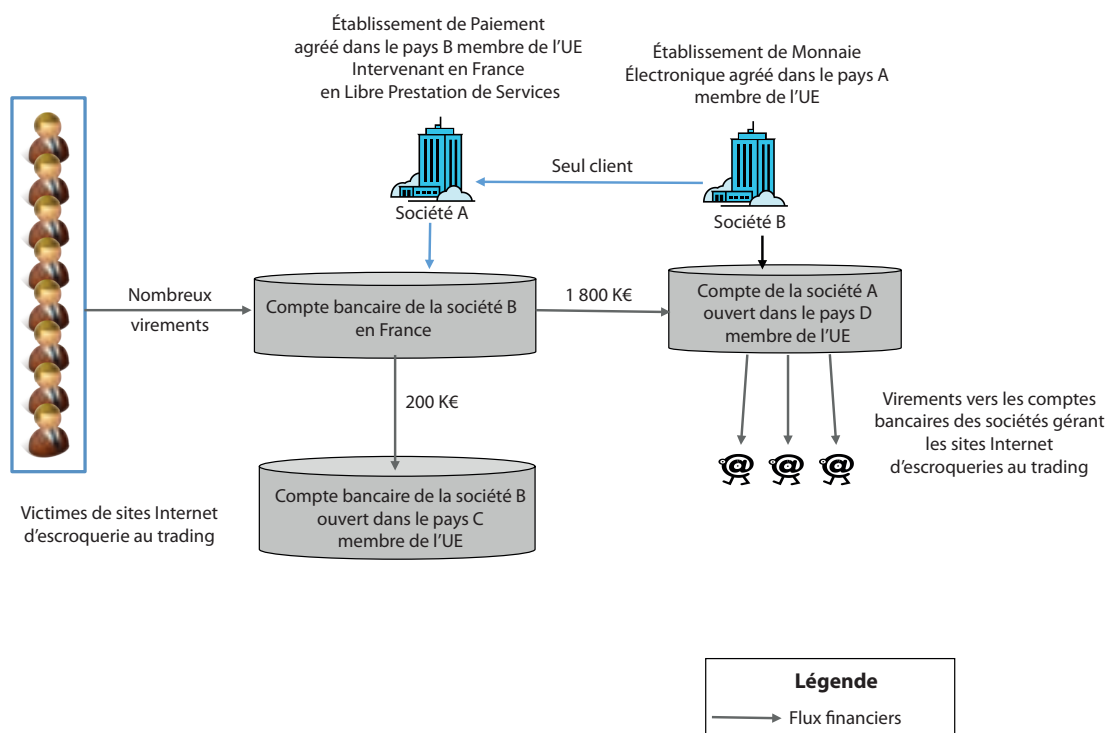 Établissement de Paiement
agréé dans le pays B membre de l’UE
Intervenant en France
en Libre Prestation de Services
Établissement de Monnaie
Électronique agréé dans le pays A
membre de l’UE
Seul client
Société A
Société B
Nombreux
virements
Compte bancaire de la société B
en France
1 800 K€
Compte de la société A
ouvert dans le pays D
membre de l’UE
200 K€
Virements vers les comptes
bancaires des sociétés gérant
les sites Internet
d’escroqueries au trading
@ @ @
Compte bancaire de la société B
ouvert dans le pays C
membre de l’UE
Victimes de sites Internet
d’escroquerie au trading
Légende
Flux financiers